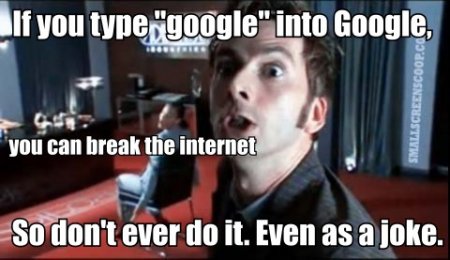 If you type "google" into Google,
you can break the internet
So don't ever do it. Even as a joke.
SMALLSCREENSCOOP.CO